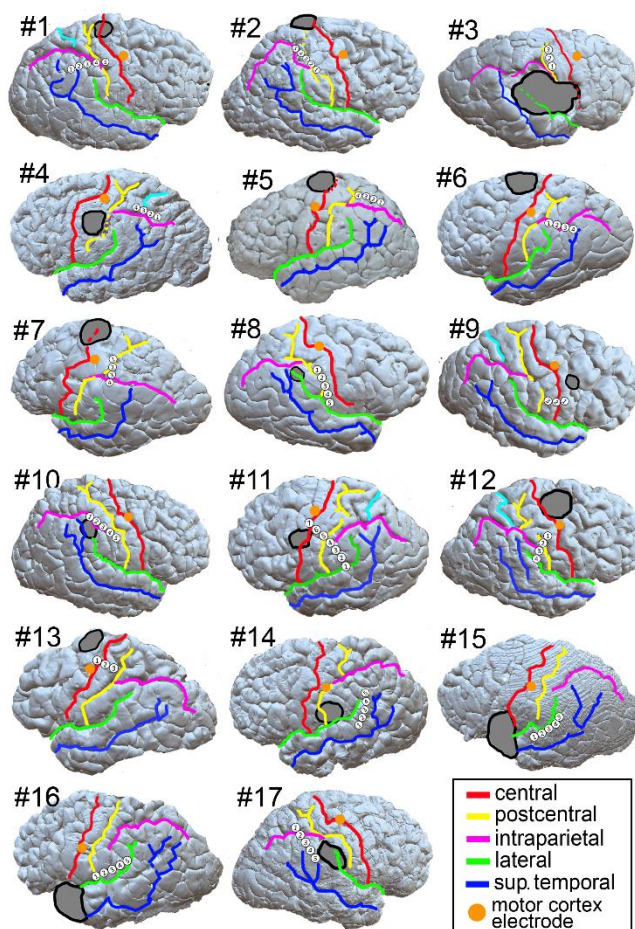 #1
#2
#3
#4
#5
#6
#7
#8
#9
#10
#11
#12
#13
#14
#15
#16
#17
central
postcentral
intraparietal
lateral
sup. temporal
motor cortex
electrode